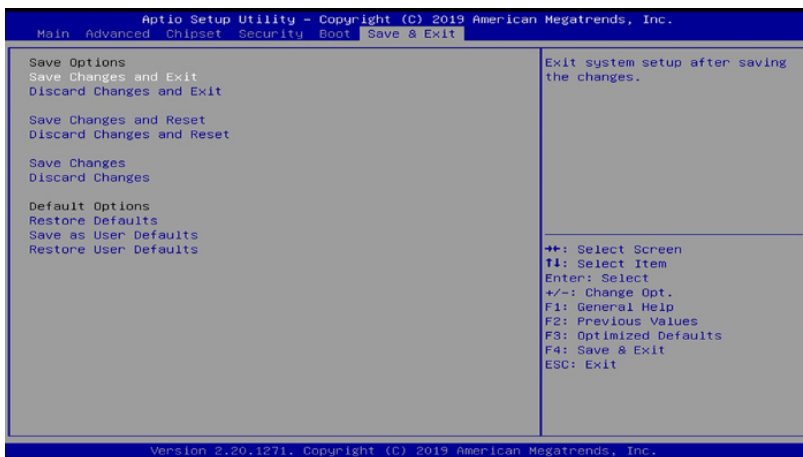 Aptio Setup Utility – Copyright (C) 2019 American Megatrends, Inc.
Main Advanced Chipset Security Boot Save & Exit
Save Options
Save Changes and Exit
Discard Changes and Exit
Save Changes and Reset
Discard Changes and Reset
Save Changes
Discard Changes
Default Options
Restore Defaults
Save as User Defaults
Restore User Defaults
Exit system setup after saving
the changes.
→←: Select Screen
↑↓: Select Item
Enter: Select
+/-: Change Opt.
F1: General Help
F2: Previous Values
F3: Optimized Defaults
F4: Save & Exit
ESC: Exit
Version 2.20.1271. Copyright (C) 2019 American Megatrends, Inc.